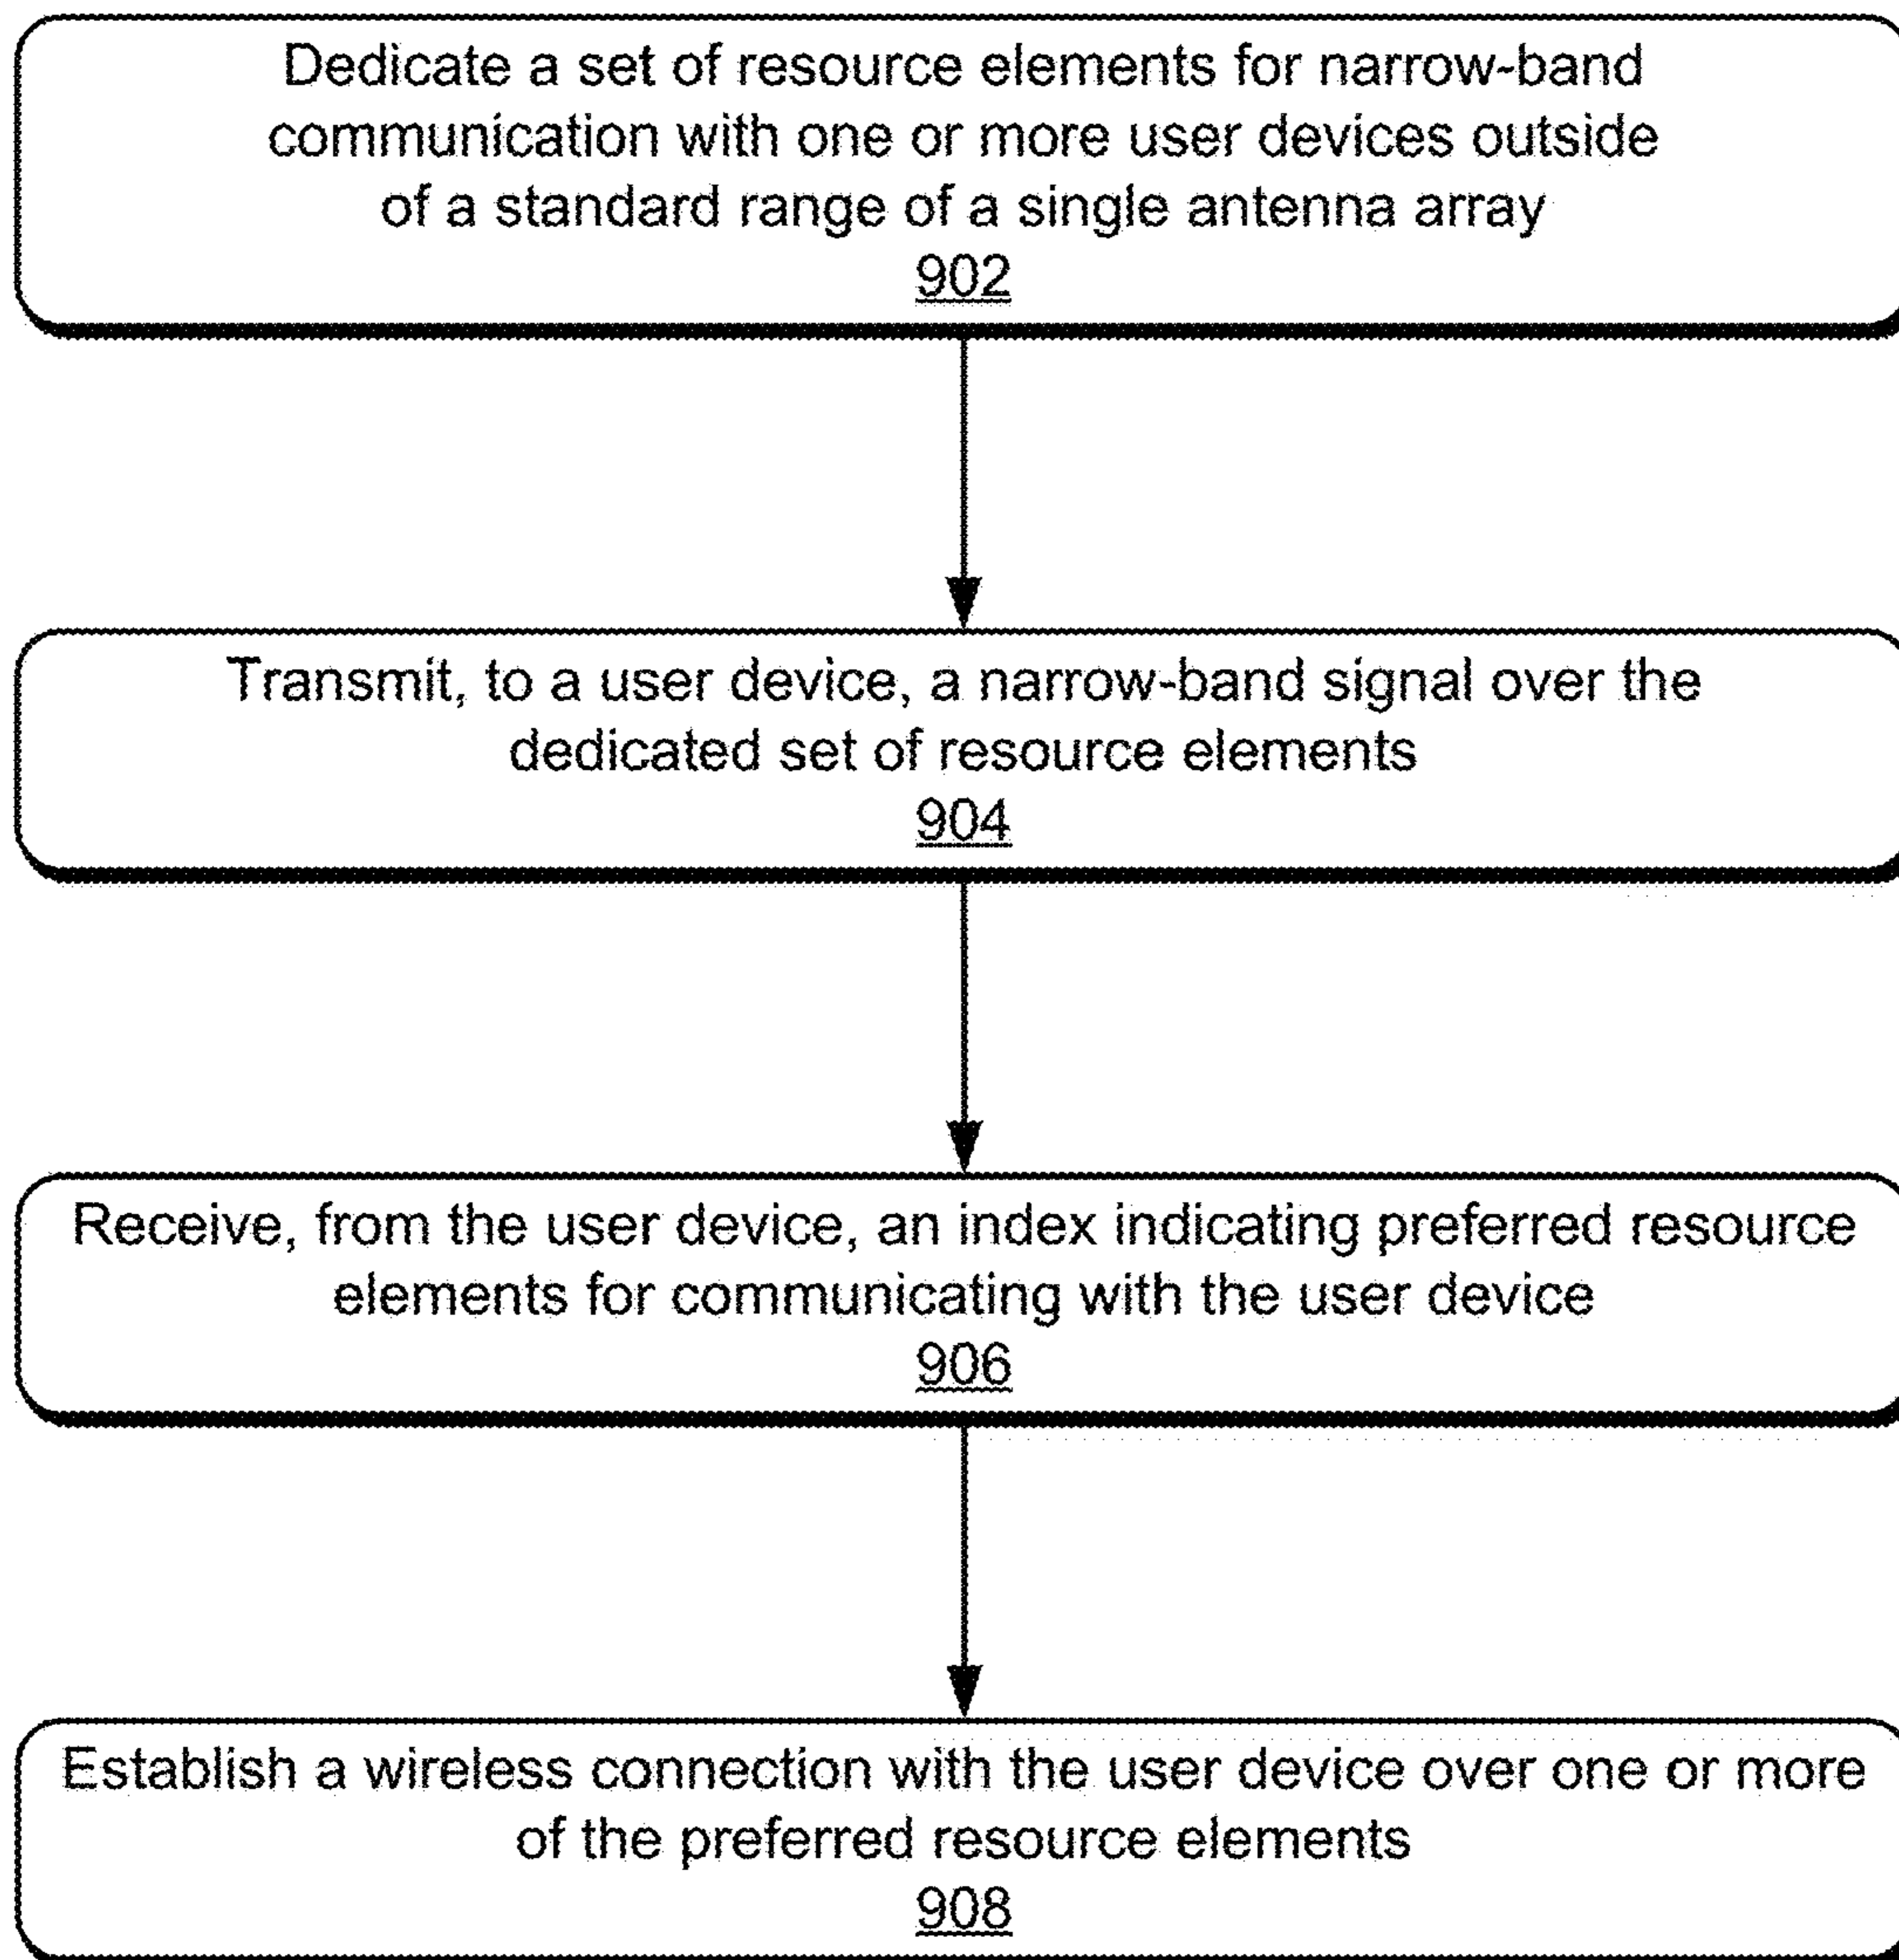 Dedicate a set of resource elements for narrow-band
communication with one or more user devices outside
of a standard range of a single antenna array
902
Transmit, to a user device, a narrow-band signal over the
dedicated set of resource elements
904
Receive, from the user device, an index indicating preferred resource
elements for communicating with the user device
906
Establish a wireless connection with the user device over one or more
of the preferred resource elements
908